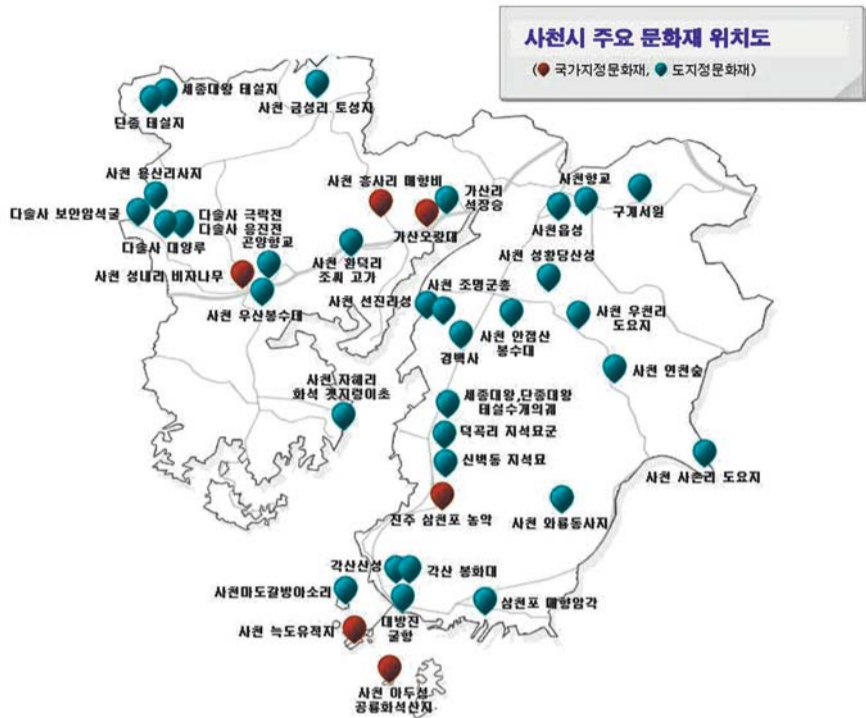 사천시 주요 문화재 위치도
(국가지정문화재, 도지정문화재)
세종대왕 태실지
단종 태실지
사천 금성리 토성지
사천 용산리사지
다솔사 보안암석굴
다솔사 극락전
다솔사 응진전
다솔사 대양루
곤양향교
사천 성내리 비자나무
사천 우산봉수대
사천 흥사리 매향비
가산리
석장승
가산오광대
사천 환덕리
조씨 고가
사천향교
구계서원
사천읍성
사천 성황당산성
사천 조명군총
사천 선진리성
경백사
사천 안점산
봉수대
사천 우천리
도요지
사천 연천숲
사천 자혜리
화석 갯지렁이초
세종대왕,단종대왕
태실수개의궤
덕곡리 지석묘군
신벽동 지석묘
사천 사촌리 도요지
진주 삼천포 농악
사천 와룡동사지
각산산성
각산 봉화대
사천마도갈방아소리
대방진
굴항
삼천포 매향암각
사천 늑도유적지
사천 아두섬
공룡화석산지